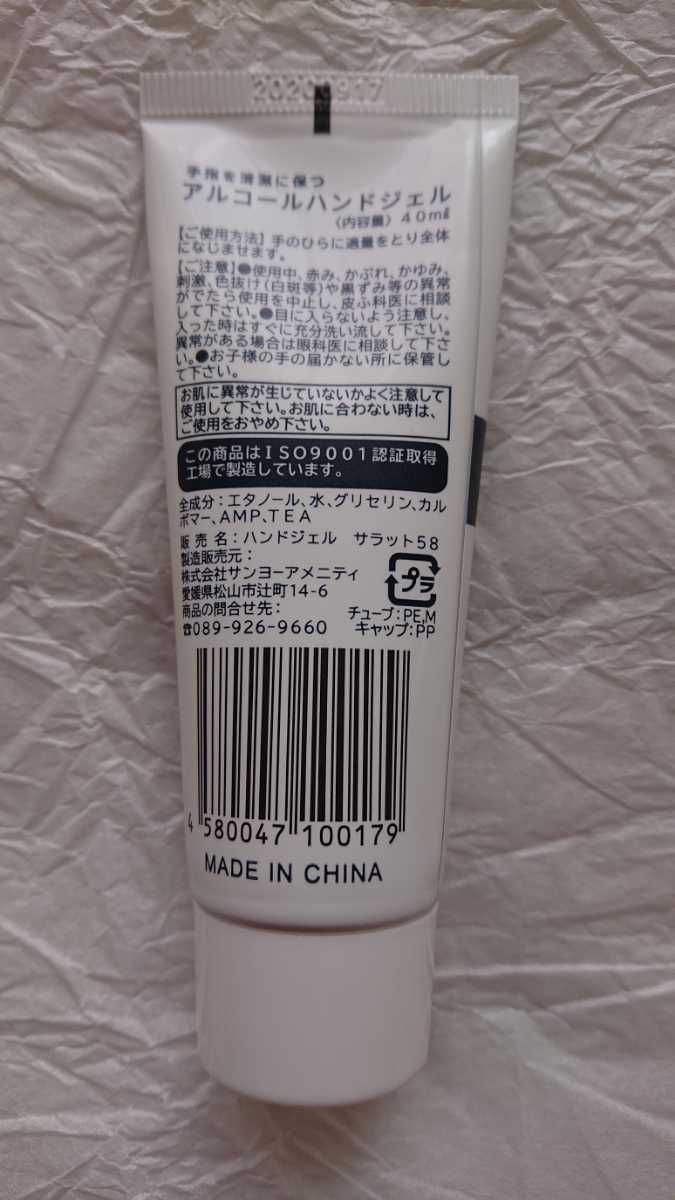 20200917
手指を清潔に保つ
アルコールハンドジェル
〈内容量〉40mℓ
【ご使用方法】手のひらに適量をとり全体
になじませます。
【ご注意】●使用中、赤み、かぶれ、かゆみ、
刺激、色抜け(白斑等)や黒ずみ等の異常
がでたら使用を中止し、皮ふ科医に相談
して下さい。●目に入らないよう注意し、
入った時はすぐに充分洗い流して下さい。
異常がある場合は眼科医に相談して下さ
い。●お子様の手の届かない所に保管し
て下さい。
お肌に異常が生じていないかよく注意して
使用して下さい。お肌に合わない時は、
ご使用をおやめ下さい。
この商品はISO9001認証取得
工場で製造しています。
全成分：エタノール、水、グリセリン、カル
ボマー、AMP、TEA
販売名：ハンドジェル サラット58
製造販売元：
株式会社サンヨーアメニティ
愛媛県松山市辻町14-6
商品の問合せ先：
☎089-926-9660
プラ
チューブ：PE,M
キャップ：PP
4 580047 100179
MADE IN CHINA